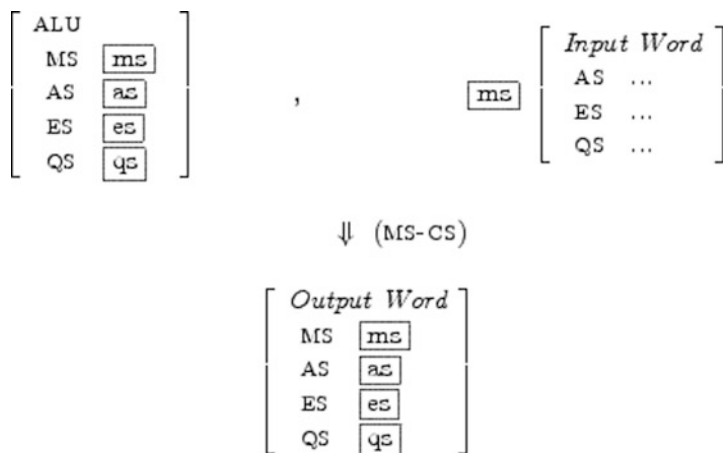 ALU
MS ms
AS as
ES es
QS qs
,
ms
Input Word
AS ...
ES ...
QS ...
⇓ (MS-CS)
Output Word
MS ms
AS as
ES es
QS qs